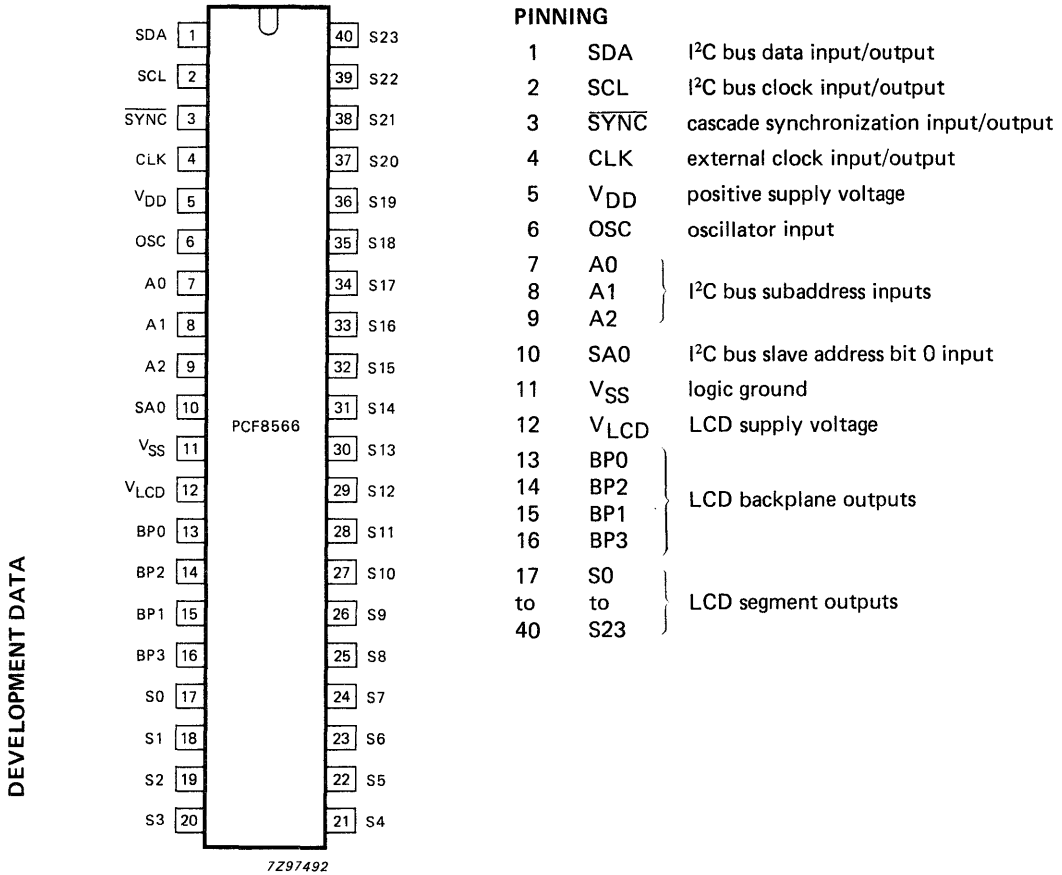 SDA 1
SCL 2
SYNC 3
CLK 4
VDD 5
OSC 6
A0 7
A1 8
A2 9
SA0 10
VSS 11
VLCD 12
BP0 13
BP2 14
BP1 15
BP3 16
S0 17
S1 18
S2 19
S3 20
PCF8566
40 S23
39 S22
38 S21
37 S20
36 S19
35 S18
34 S17
33 S16
32 S15
31 S14
30 S13
29 S12
28 S11
27 S10
26 S9
25 S8
24 S7
23 S6
22 S5
21 S4
7Z97492
DEVELOPMENT DATA
PINNING
1 SDA I²C bus data input/output
2 SCL I²C bus clock input/output
3 SYNC cascade synchronization input/output
4 CLK external clock input/output
5 VDD positive supply voltage
6 OSC oscillator input
7 A0
8 A1 I²C bus subaddress inputs
9 A2
10 SA0 I²C bus slave address bit 0 input
11 VSS logic ground
12 VLCD LCD supply voltage
13 BP0
14 BP2
LCD backplane outputs
15 BP1
16 BP3
17 S0
to to LCD segment outputs
40 S23